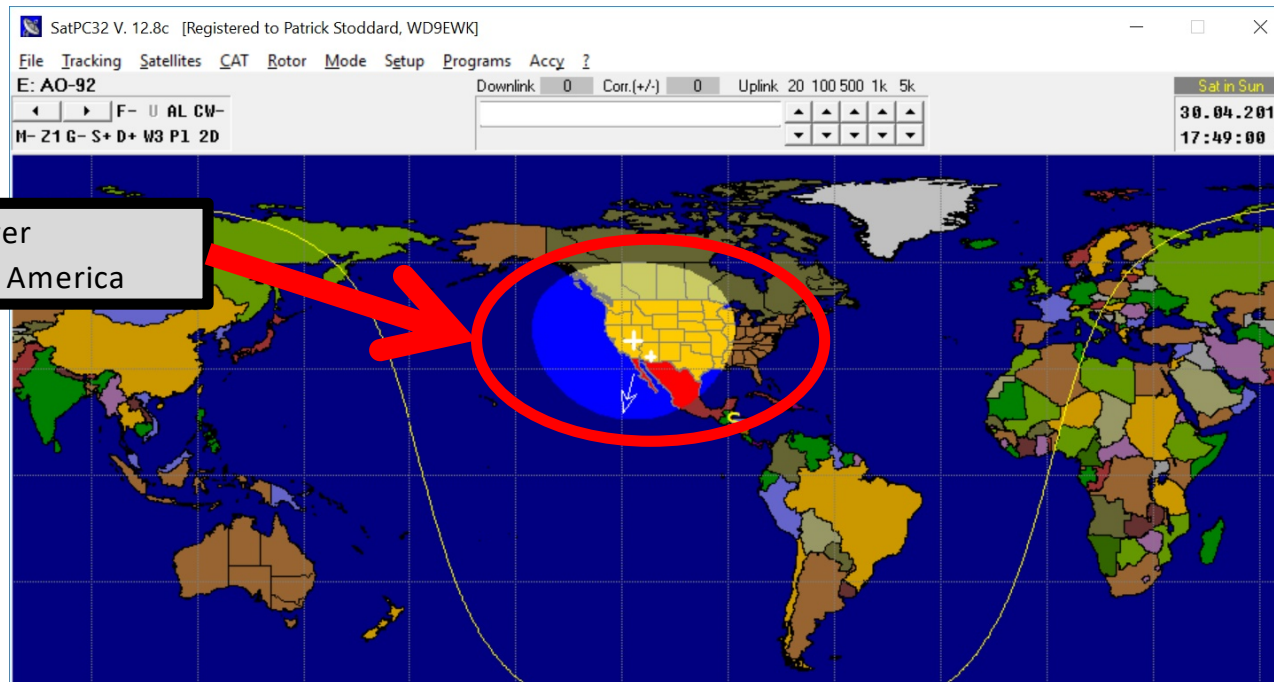 SatPC32 V. 12.8c [Registered to Patrick Stoddard, WD9EWK]
File Tracking Satellites CAT Rotor Mode Setup Programs Accy ?
E: AO-92
Downlink 0 Corr.(+/-) 0 Uplink 20 100 500 1k 5k
Sat in Sun
F- U AL CW-
30.04.201
M- Z1 G- S+ D+ W3 P1 2D
17:49:00
er
America